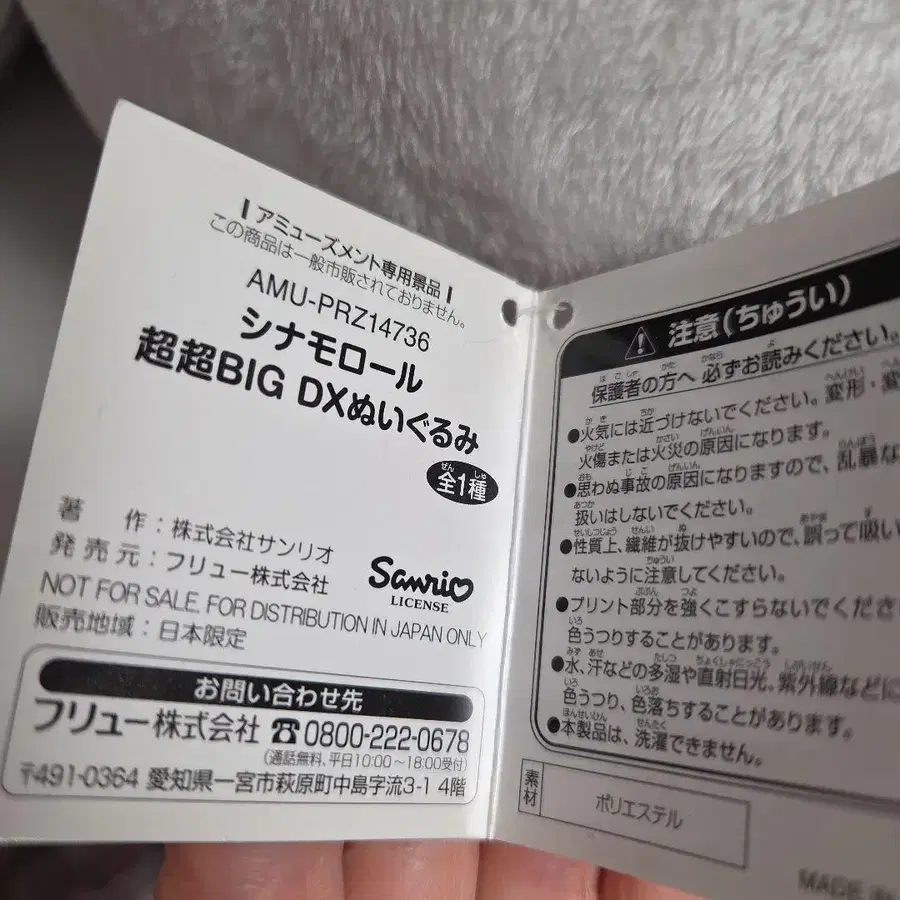 アミューズメント専用景品
この商品は一般市販されておりません。
AMU-PRZ14736
シナモロール
超超BIG DXぬいぐるみ
全1種
著 作：株式会社サンリオ
発売元：フリュー株式会社
Sanrio
LICENSE
NOT FOR SALE. FOR DISTRIBUTION IN JAPAN ONLY
販売地域：日本限定
お問い合わせ先
フリュー株式会社 ☎0800-222-0678
(通話無料、平日10:00〜18:00受付)
〒491-0364 愛知県一宮市萩原町中島字流3-1 4階
注意(ちゅうい)
保護者の方へ 必ずお読みください。
●火気には近づけないでください。変形・変
火傷または火災の原因になります。
●思わぬ事故の原因になりますので、乱暴な
扱いはしないでください。
●性質上、繊維が抜けやすいので、誤って吸い
ないように注意してください。
●プリント部分を強くこすらないでくださ
色うつりすることがあります。
●水、汗などの多湿や直射日光、紫外線などに
色うつり、色落ちすることがあります。
●本製品は、洗濯できません。
素材 ポリエステル
MADE